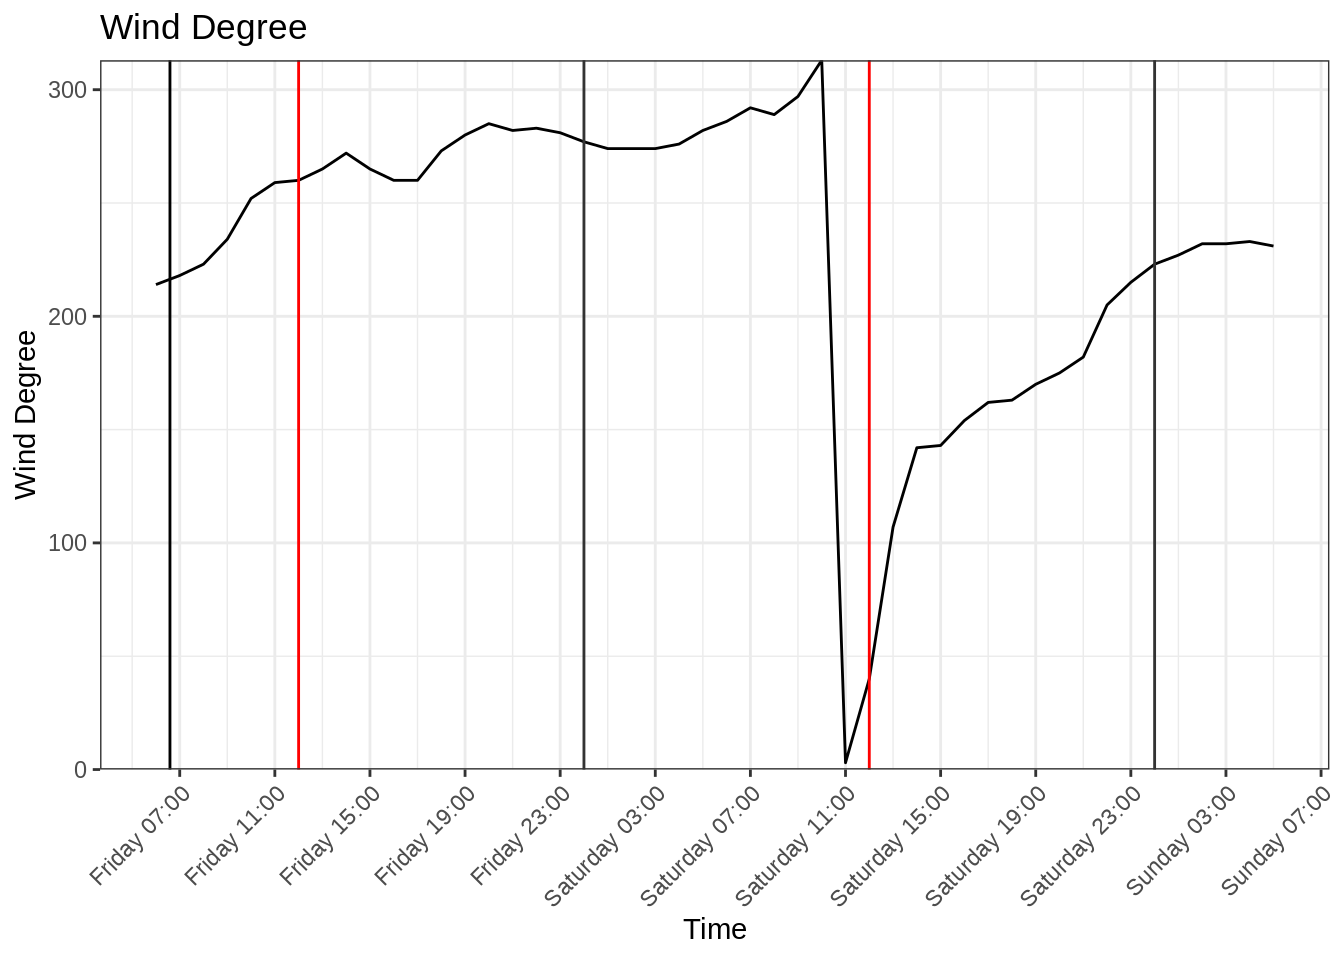 Wind Degree
300
200
100
0
Wind Degree
Friday 07:00
Friday 11:00
Friday 15:00
Friday 19:00
Friday 23:00
Saturday 03:00
Saturday 07:00
Saturday 11:00
Saturday 15:00
Saturday 19:00
Saturday 23:00
Sunday 03:00
Sunday 07:00
Time